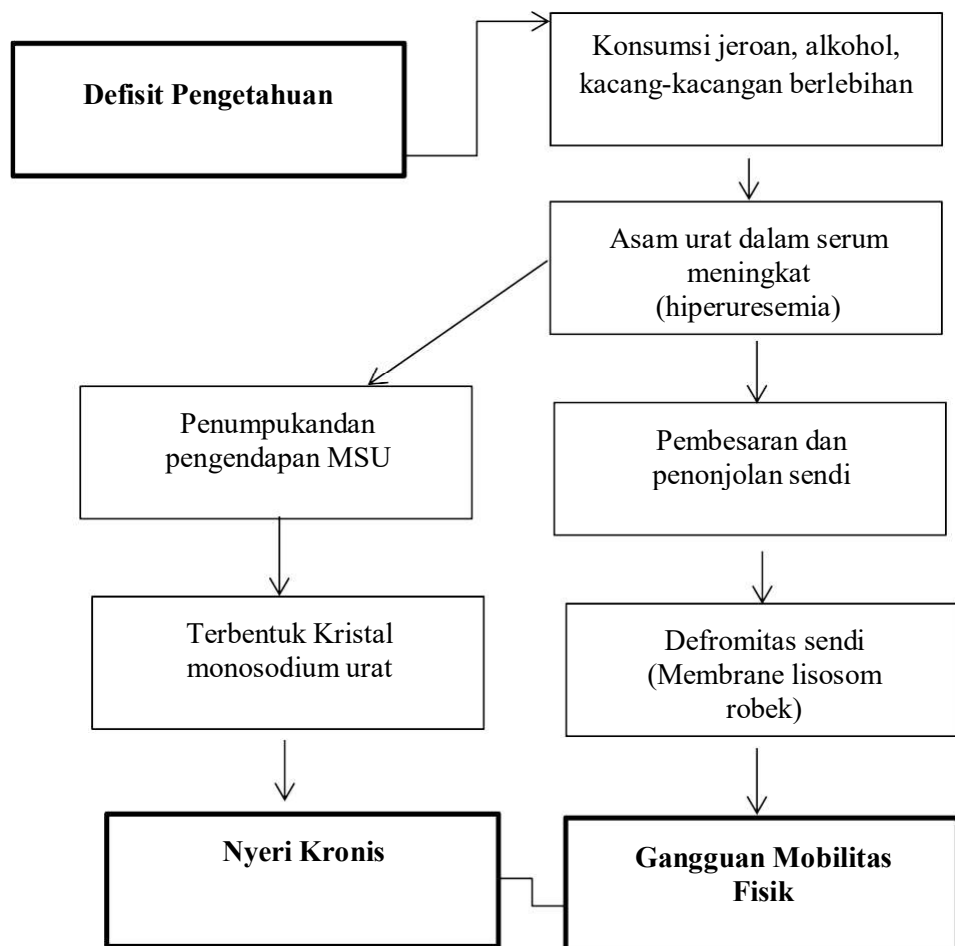 Defisit Pengetahuan
Konsumsi jeroan, alkohol,
kacang-kacangan berlebihan
Asam urat dalam serum
meningkat
(hiperuresemia)
Penumpukandan
pengendapan MSU
Pembesaran dan
penonjolan sendi
Terbentuk Kristal
monosodium urat
Defromitas sendi
(Membrane lisosom
robek)
Nyeri Kronis
Gangguan Mobilitas
Fisik